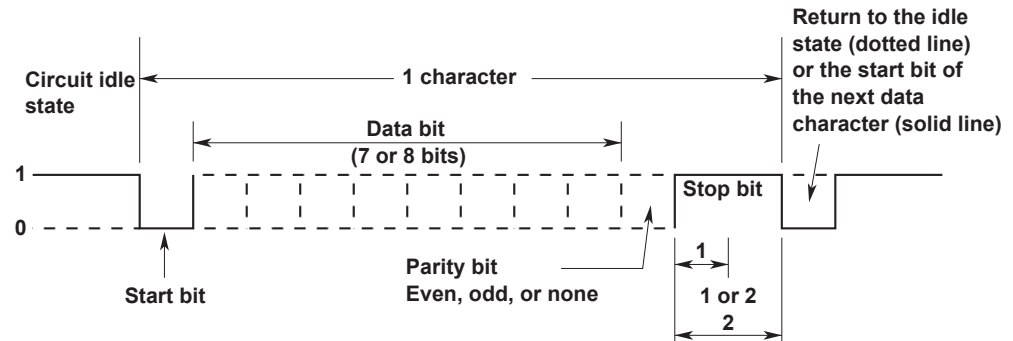 Return to the idle
state (dotted line)
or the start bit of
the next data
character (solid line)
Circuit idle
state
1 character
Data bit
(7 or 8 bits)
1
Stop bit
0
1
Parity bit
Even, odd, or none
Start bit
1 or 2
2